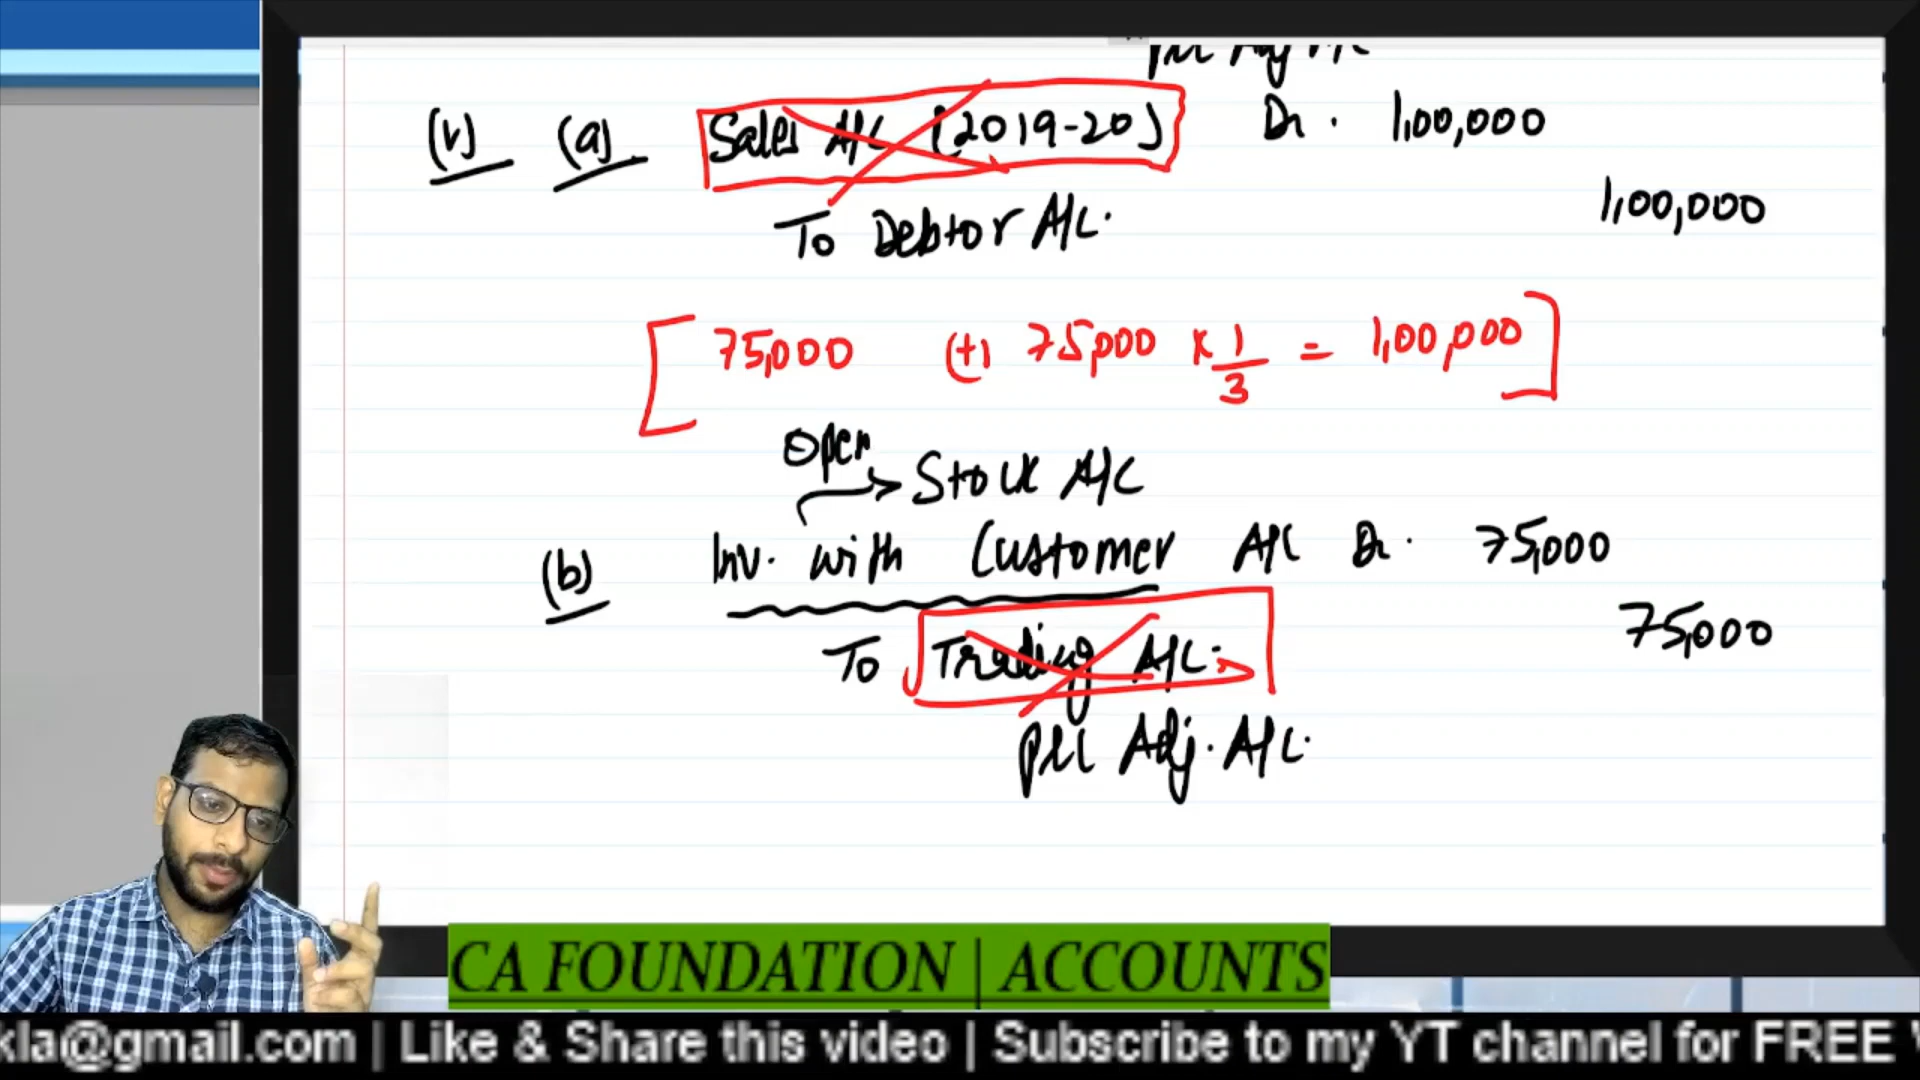 P&L Adj A/c
(v) (a) Sales A/c (2019-20) Dr. 1,00,000
To Debtor A/c. 1,00,000
75,000 (+) 75,000 x 1/3 = 1,00,000
Open
Stock A/c
(b) Inv. with Customer A/c Dr. 75,000
To Trading A/c. 75,000
P&L Adj. A/c.
CA FOUNDATION | ACCOUNTS
kla@gmail.com | Like & Share this video | Subscribe to my YT channel for FREE